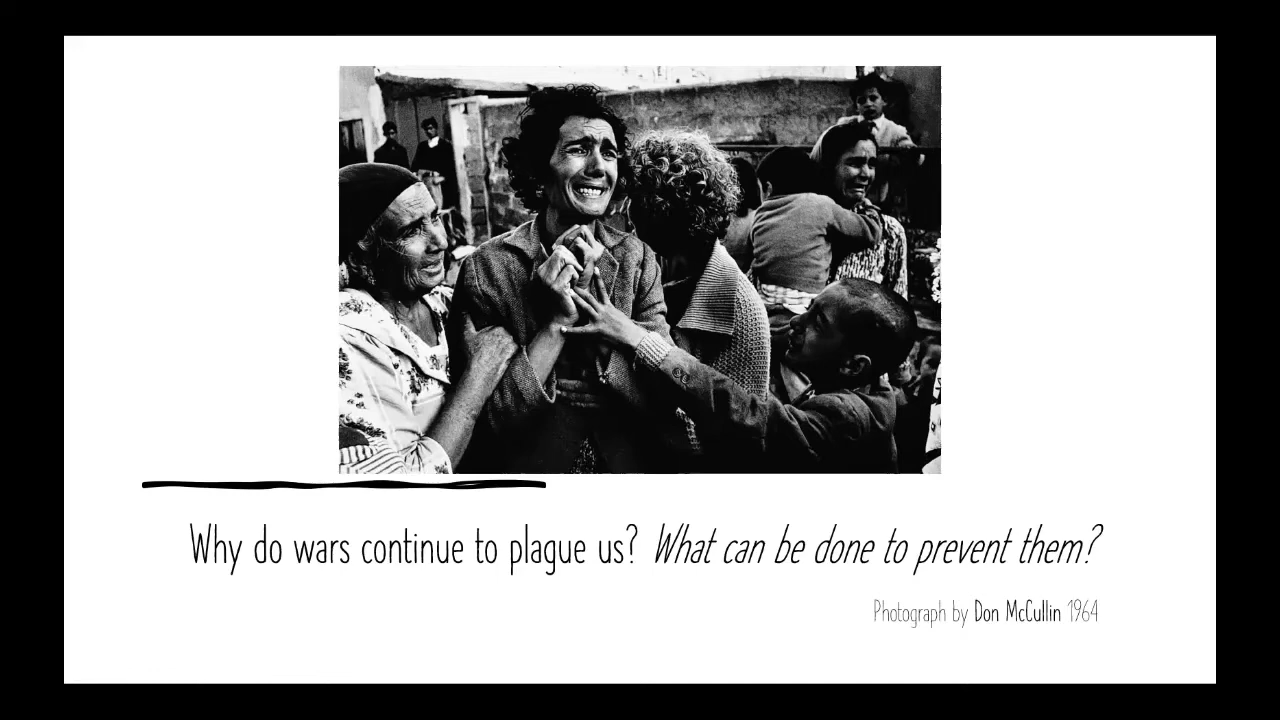 Why do wars continue to plague us? What can be done to prevent them?
Photograph by Don McCullin 1964